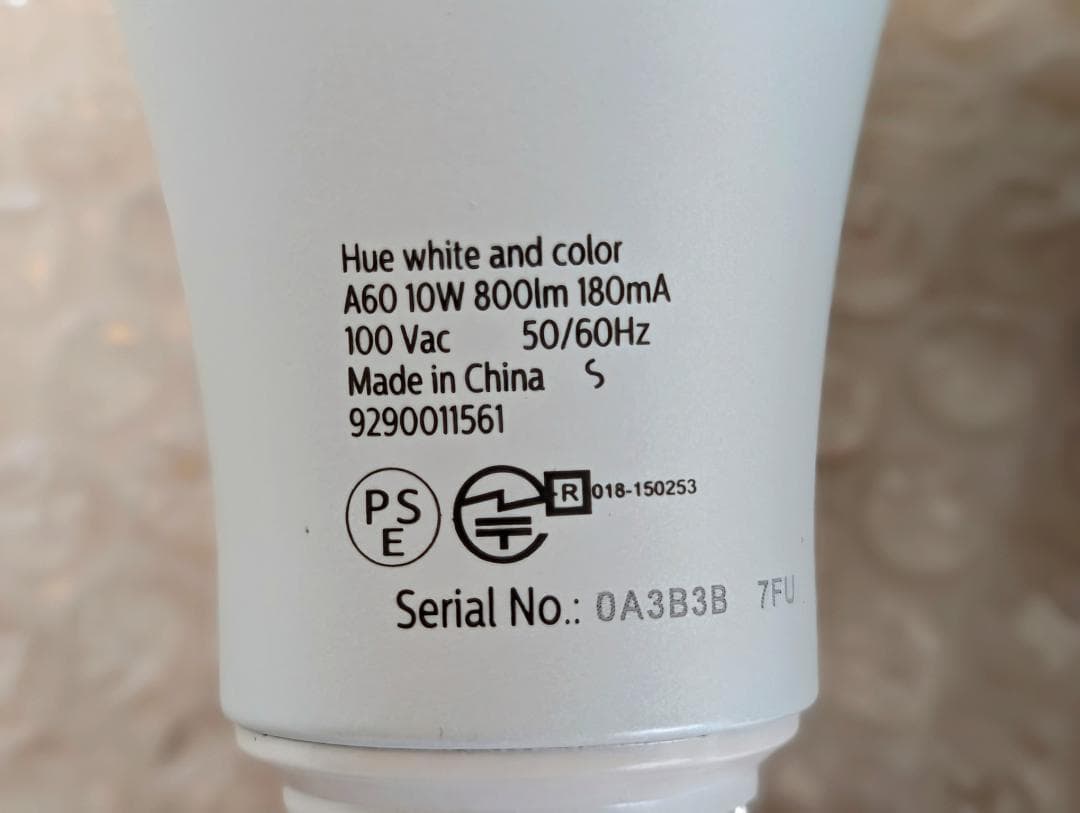 Hue white and color
A60 10W 800lm 180mA
100 Vac 50/60Hz
Made in China S
9290011561
PS
E
R 018-150253
Serial No.: 0A3B3B 7FU